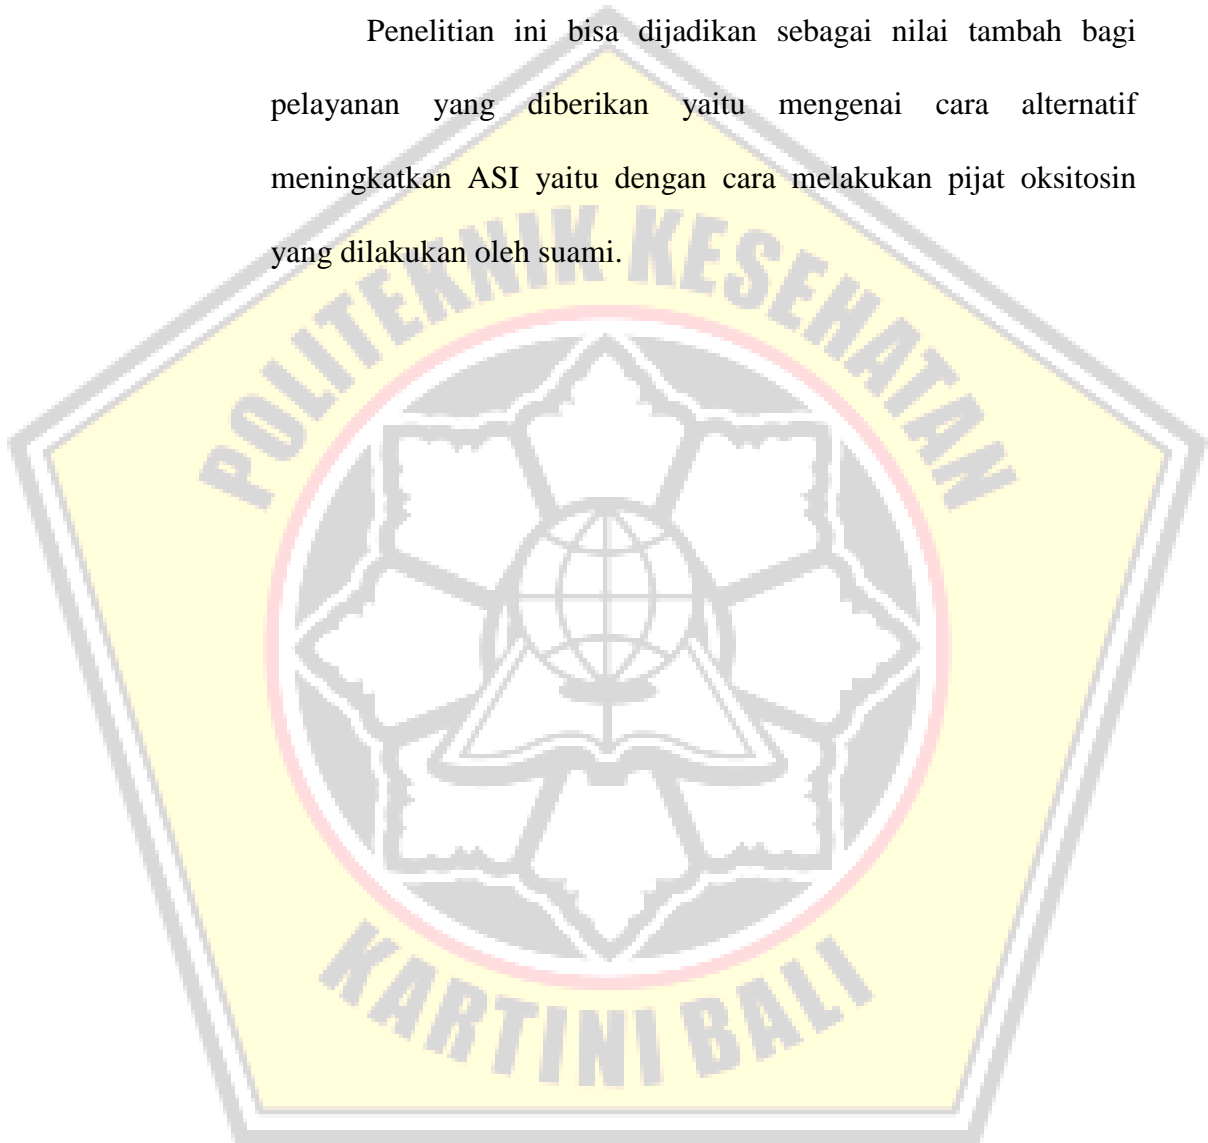 Penelitian ini bisa dijadikan sebagai nilai tambah bagi
pelayanan yang diberikan yaitu mengenai cara alternatif
meningkatkan ASI yaitu dengan cara melakukan pijat oksitosin
yang dilakukan oleh suami.
POLITEKNIK KESEHATAN
KARTINI BALI